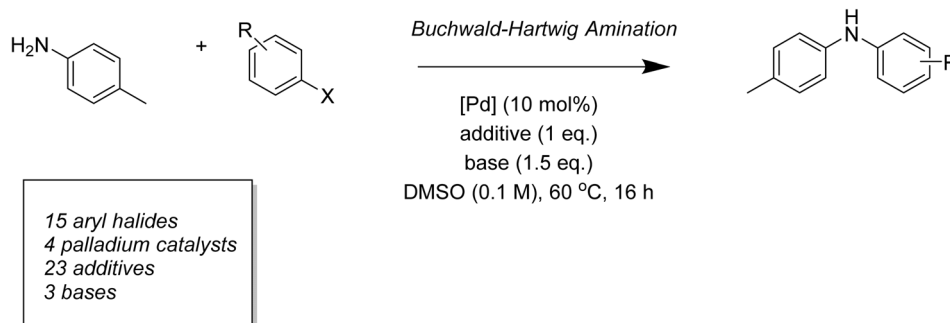 H₂N
+
R
X
Buchwald-Hartwig Amination
[Pd] (10 mol%)
additive (1 eq.)
base (1.5 eq.)
DMSO (0.1 M), 60 °C, 16 h
H
N
15 aryl halides
4 palladium catalysts
23 additives
3 bases